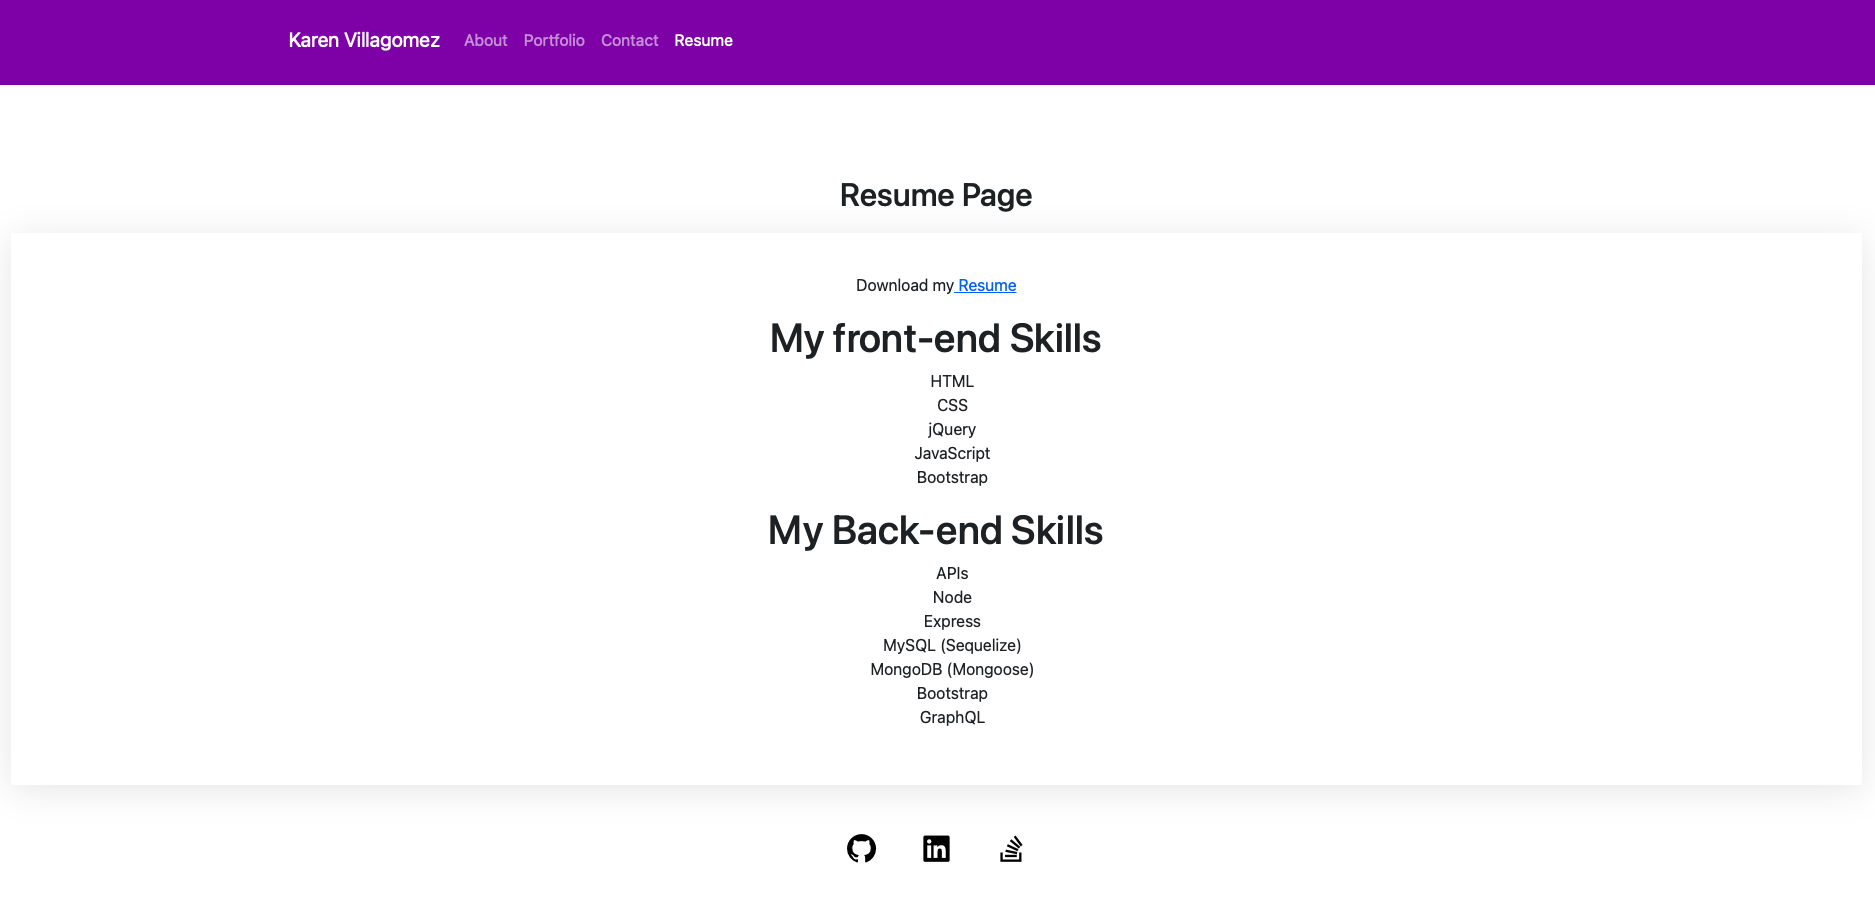 Karen Villagomez About Portfolio Contact Resume
Resume Page
Download my Resume
My front-end Skills
HTML
CSS
jQuery
JavaScript
Bootstrap
My Back-end Skills
APIs
Node
Express
MySQL (Sequelize)
MongoDB (Mongoose)
Bootstrap
GraphQL
in